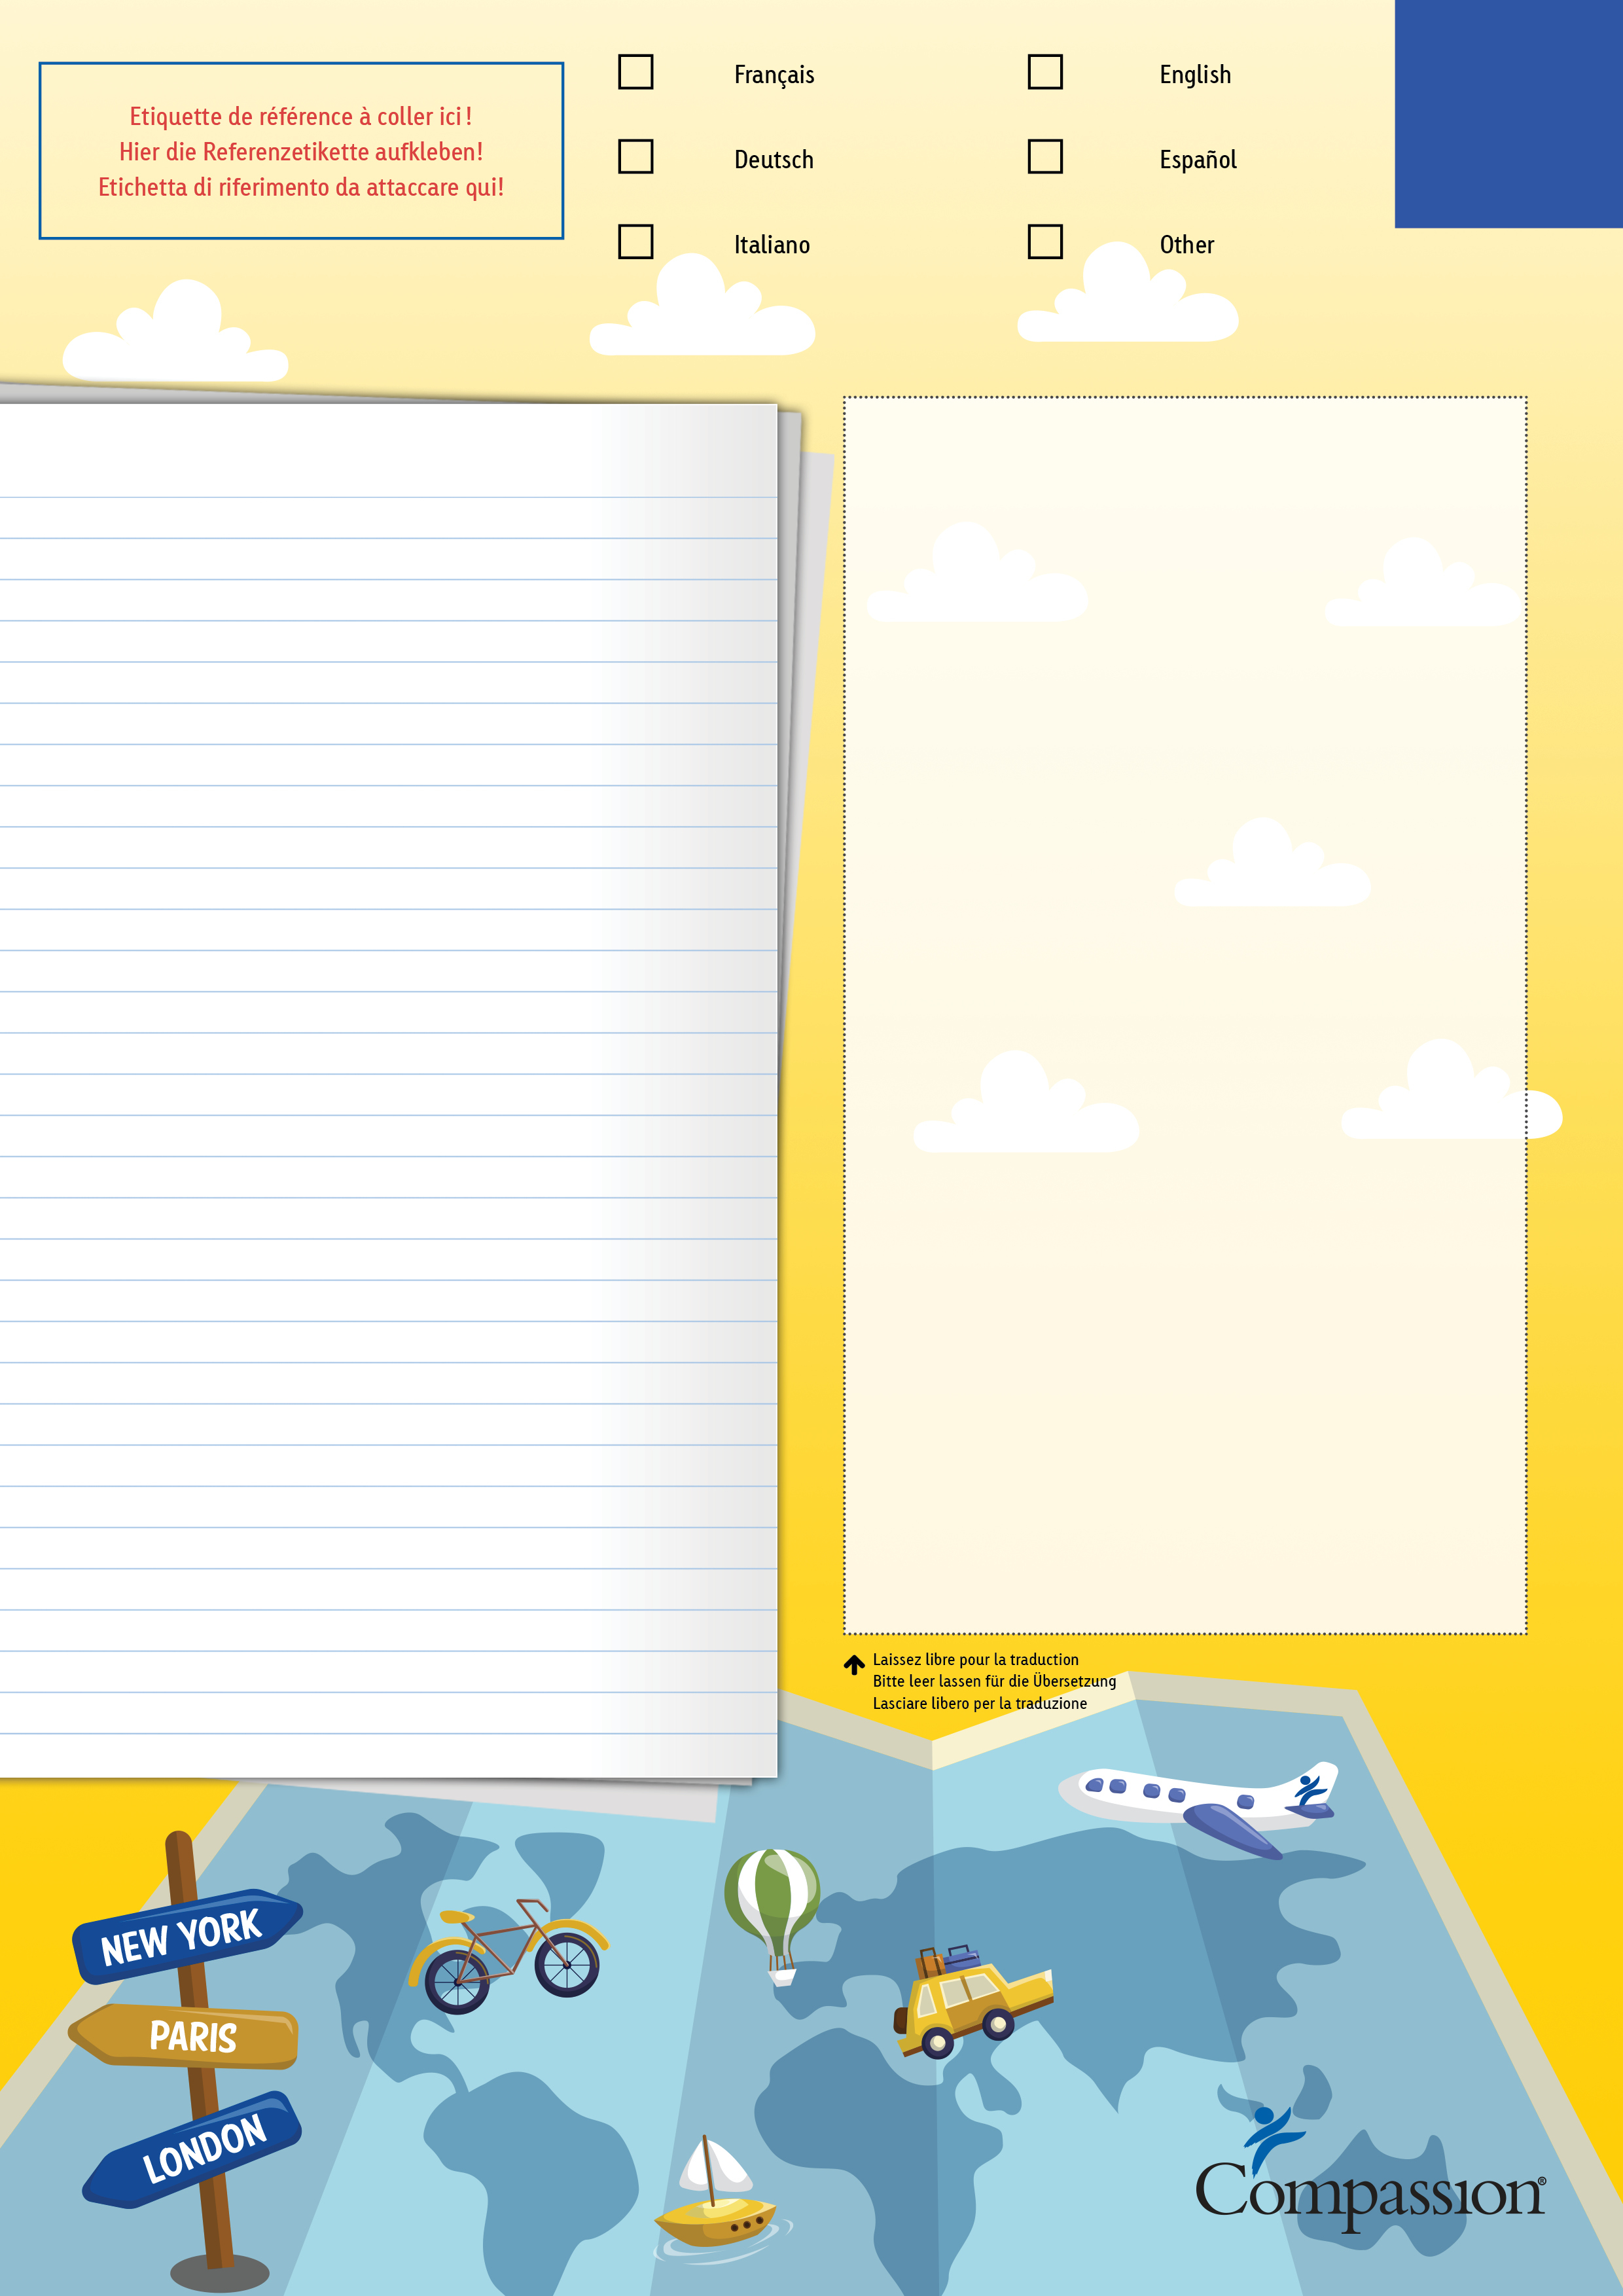 Etiquette de référence à coller ici !
Hier die Referenzetikette aufkleben!
Etichetta di riferimento da attaccare qui!
Français
English
Deutsch
Español
Italiano
Other
Laissez libre pour la traduction
Bitte leer lassen für die Übersetzung
Lasciare libero per la traduzione
NEW YORK
PARIS
LONDON
Compassion®